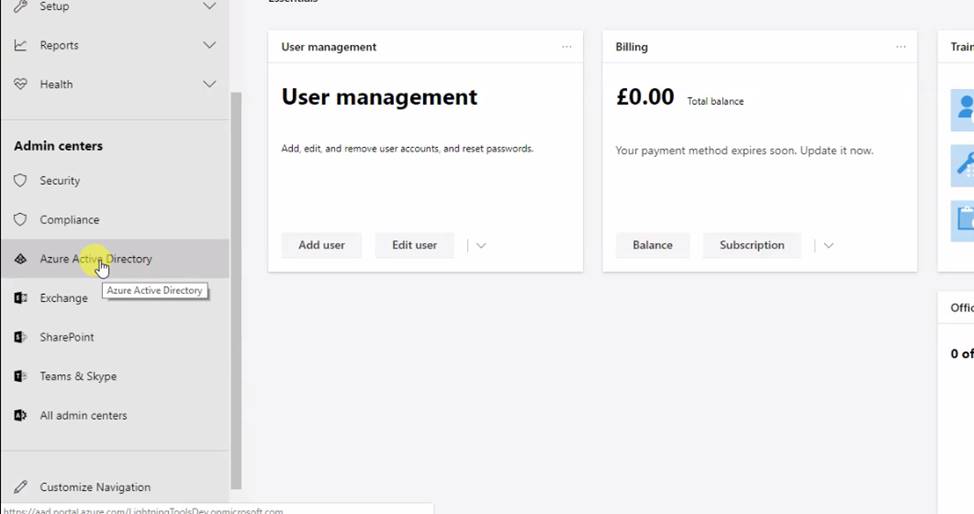 Essentials
Setup
Reports
Health
Admin centers
Security
Compliance
Azure Active Directory
Azure Active Directory
Exchange
SharePoint
Teams & Skype
All admin centers
Customize Navigation
https://aad.portal.azure.com/LightningToolsDev.onmicrosoft.com
User management
User management
Add, edit, and remove user accounts, and reset passwords.
Add user
Edit user
Billing
£0.00 Total balance
Your payment method expires soon. Update it now.
Balance
Subscription
Train
Offic
0 of